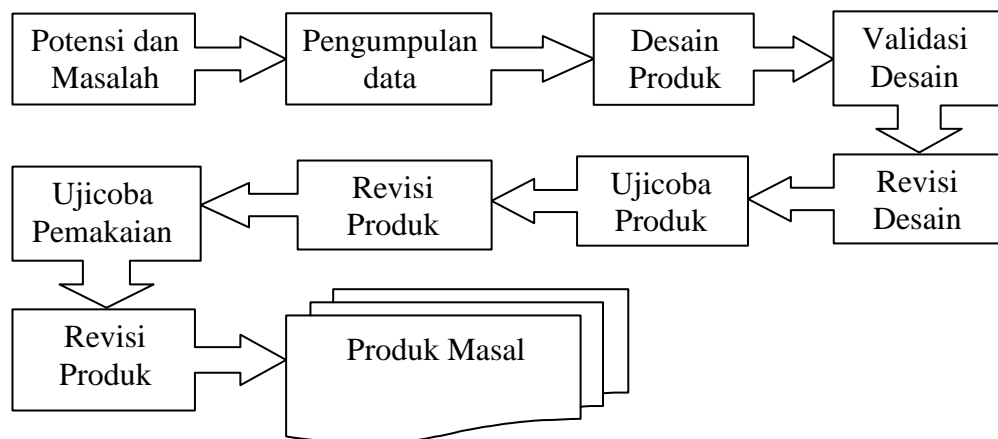 Potensi dan
Masalah
Pengumpulan
data
Desain
Produk
Validasi
Desain
Revisi
Desain
Ujicoba
Produk
Revisi
Produk
Ujicoba
Pemakaian
Revisi
Produk
Produk Masal